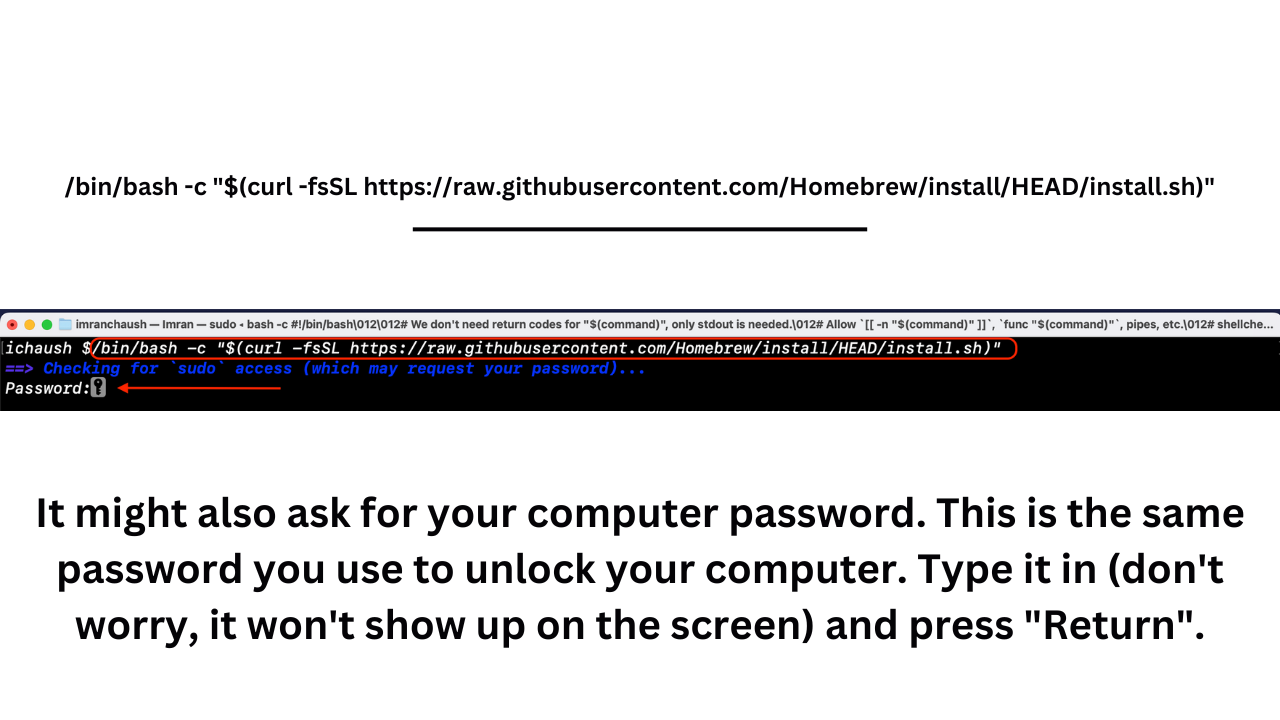 /bin/bash -c "$(curl -fsSL https://raw.githubusercontent.com/Homebrew/install/HEAD/install.sh)"
imranchaush — Imran — sudo ◂ bash -c #!/bin/bash\012\012# We don't need return codes for "$(command)", only stdout is needed.\012# Allow `[[ -n "$(command)" ]]`, `func "$(command)"`, pipes, etc.\012# shellche...
ichaush $/bin/bash -c "$(curl -fsSL https://raw.githubusercontent.com/Homebrew/install/HEAD/install.sh)"
==> Checking for `sudo` access (which may request your password)...
Password:
It might also ask for your computer password. This is the same
password you use to unlock your computer. Type it in (don't
worry, it won't show up on the screen) and press "Return".